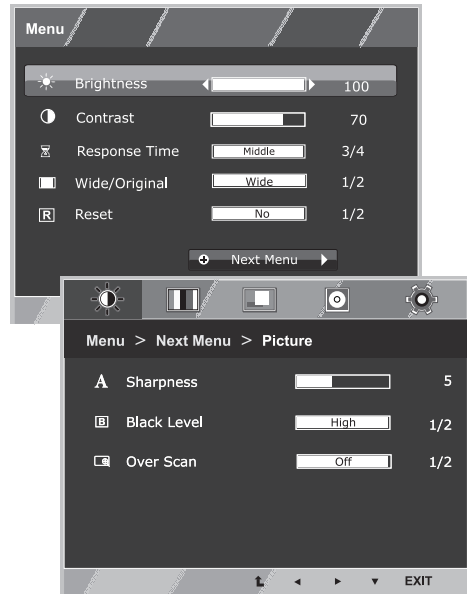 Menu
Brightness 100
Contrast 70
Response Time Middle 3/4
Wide/Original Wide 1/2
R Reset No 1/2
Next Menu
Menu > Next Menu > Picture
A Sharpness 5
B Black Level High 1/2
Over Scan Off 1/2
EXIT